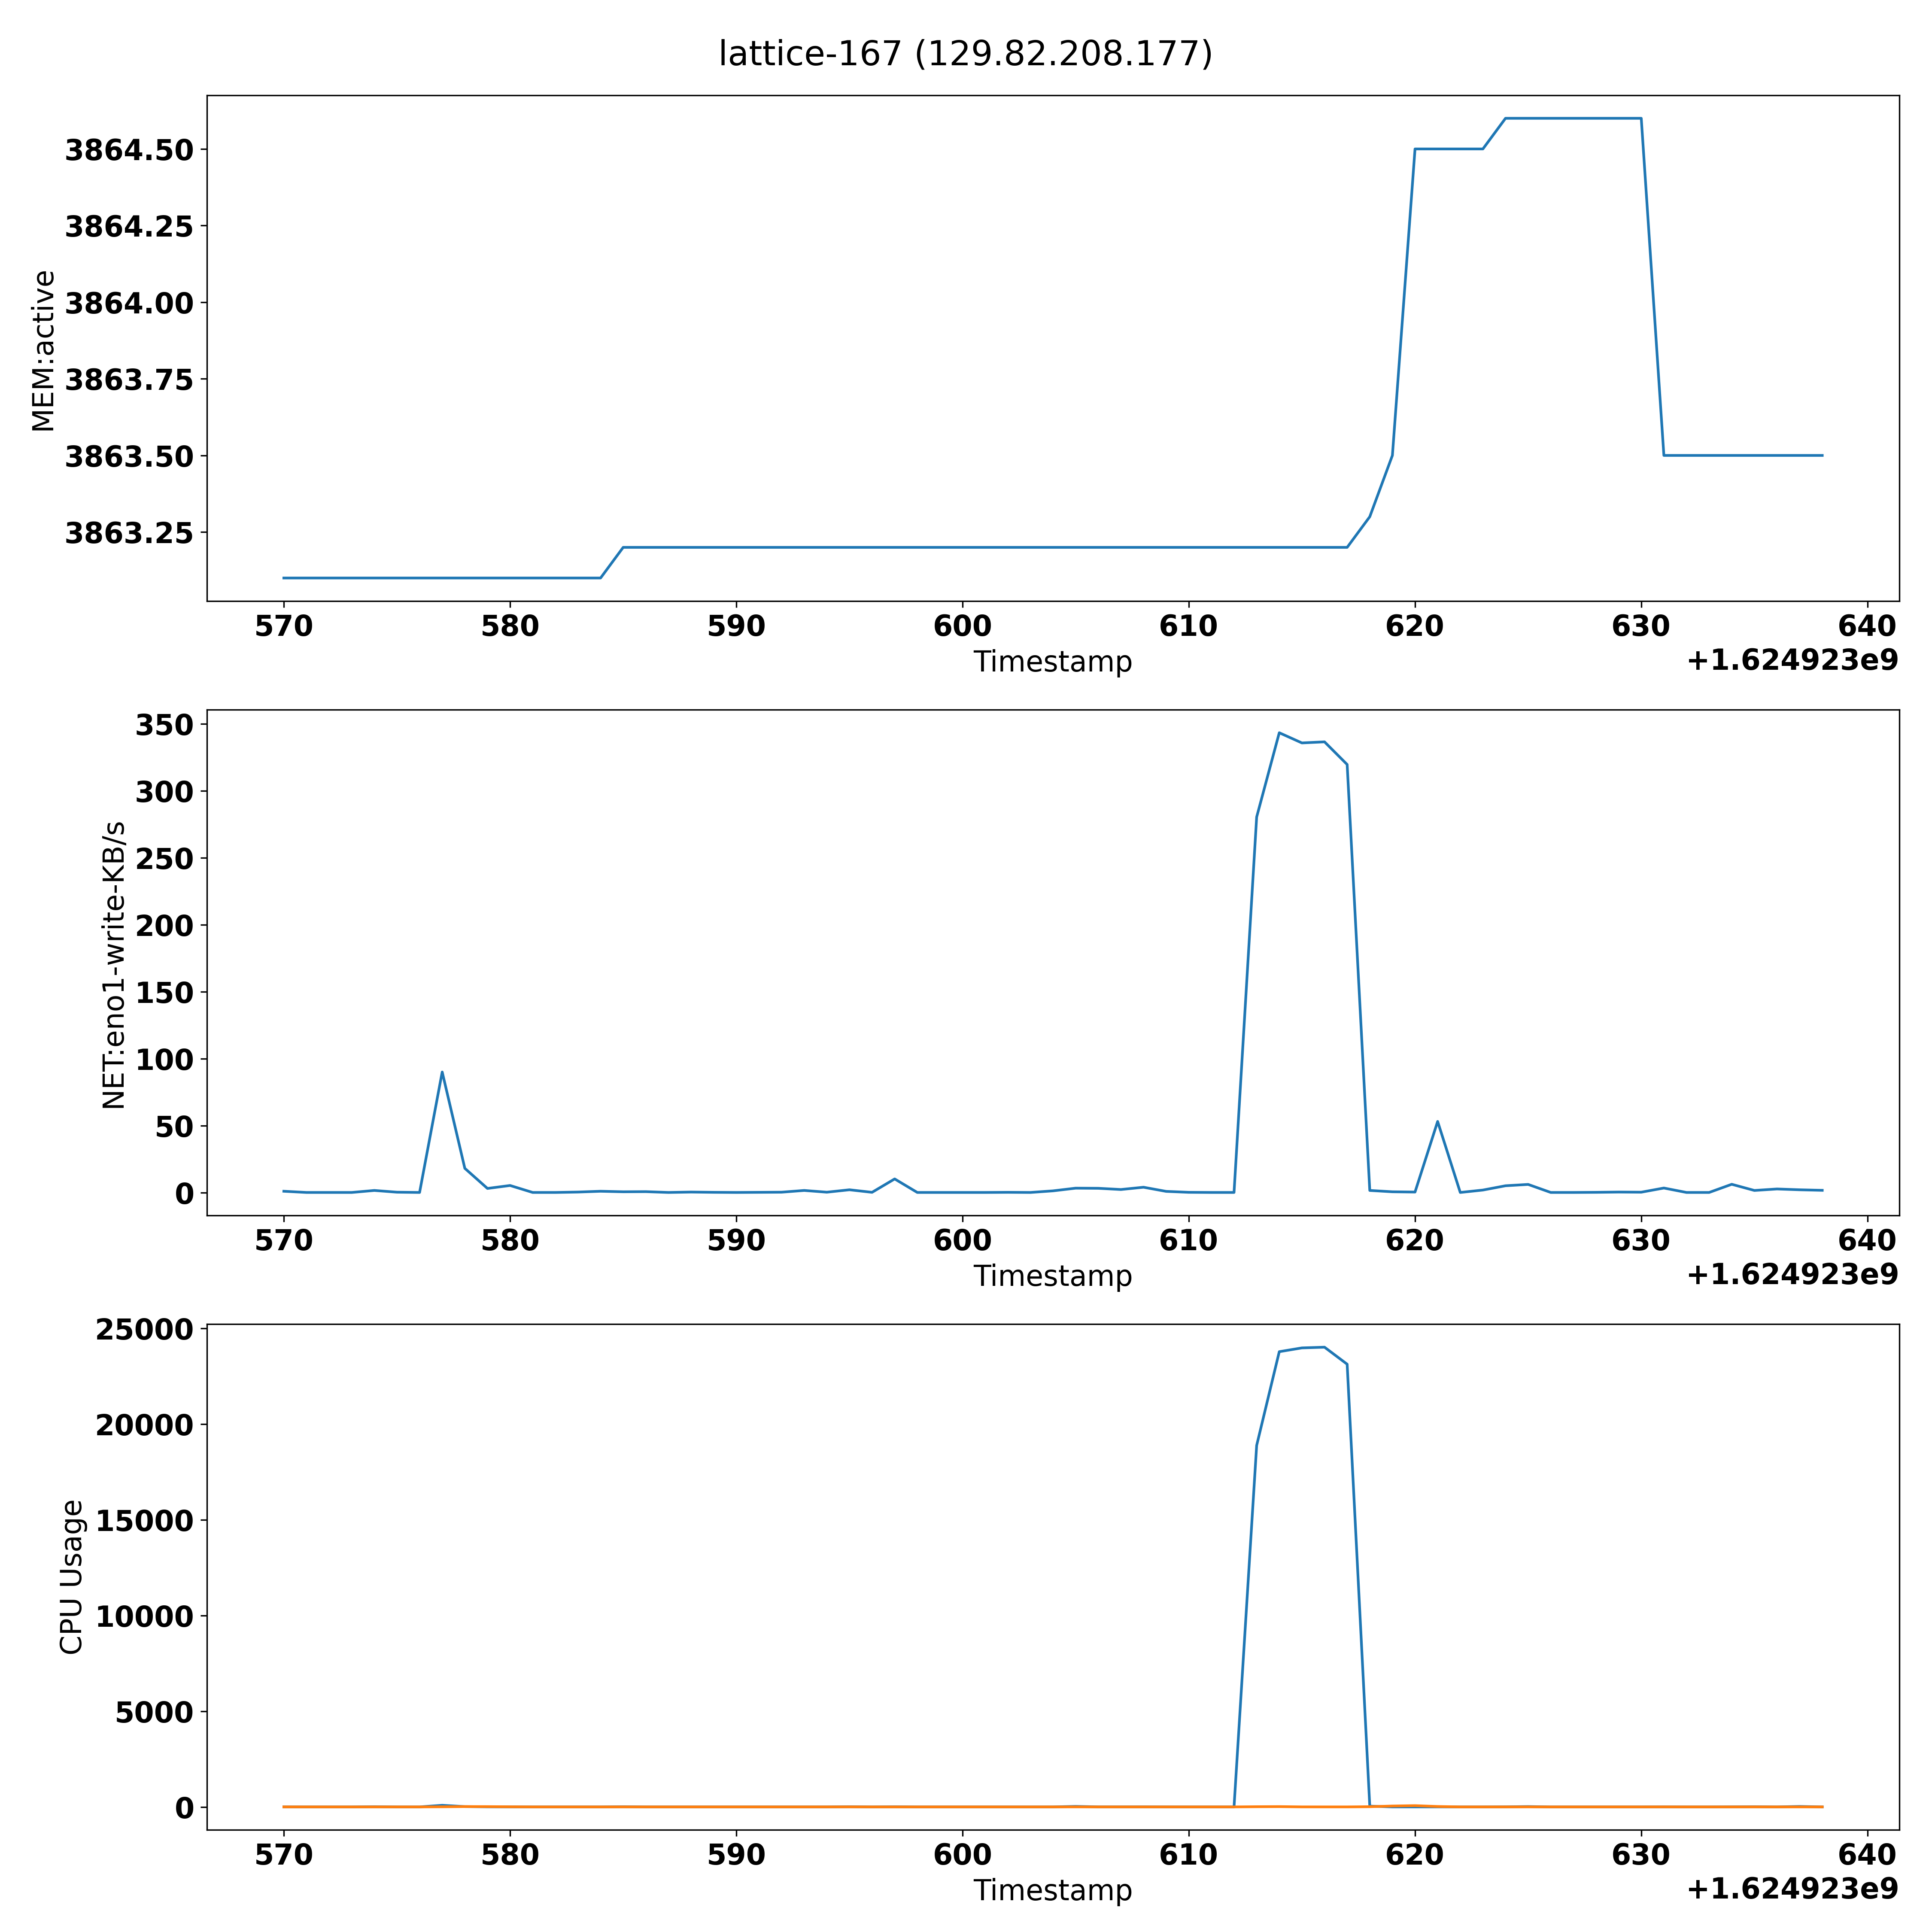 lattice-167 (129.82.208.177)
3864.50
3864.25
3864.00
3863.75
3863.50
3863.25
MEM:active
570 580 590 600 610 620 630 640
Timestamp
+1.624923e9
350
300
250
200
150
100
50
0
NET:eno1-write-KB/s
570 580 590 600 610 620 630 640
Timestamp
+1.624923e9
25000
20000
15000
10000
5000
0
CPU Usage
570 580 590 600 610 620 630 640
Timestamp
+1.624923e9